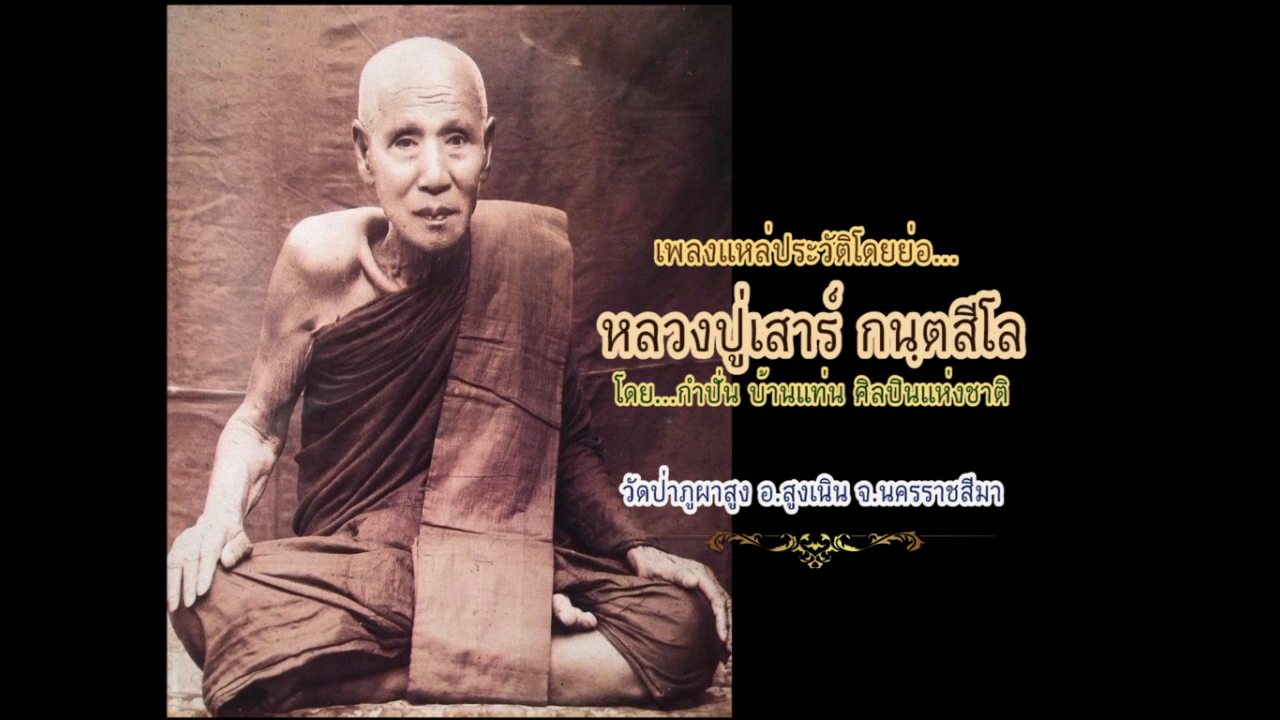 เพลงแหล่ประวัติโดยย่อ...
หลวงปู่เสาร์ กนฺตสีโล
โดย...กำปั่น บ้านแท่น ศิลปินแห่งชาติ
วัดป่าภูผาสูง อ.สูงเนิน จ.นครราชสีมา